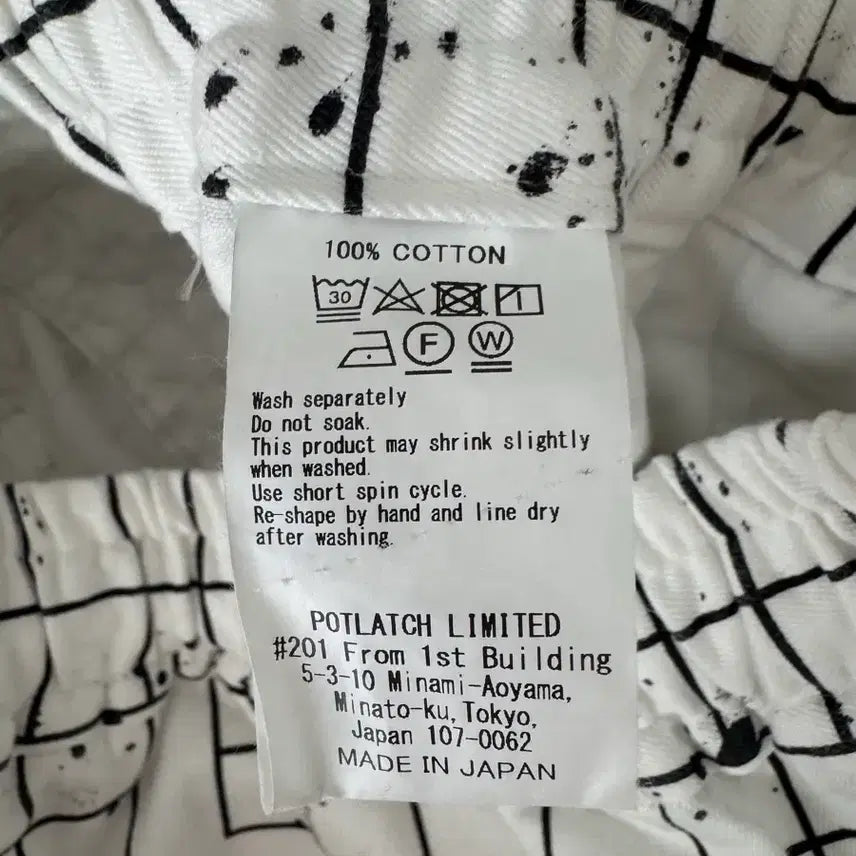 100% COTTON
30
F W
Wash separately
Do not soak.
This product may shrink slightly
when washed.
Use short spin cycle.
Re-shape by hand and line dry
after washing.
POTLATCH LIMITED
#201 From 1st Building
5-3-10 Minami-Aoyama,
Minato-ku, Tokyo,
Japan 107-0062
MADE IN JAPAN